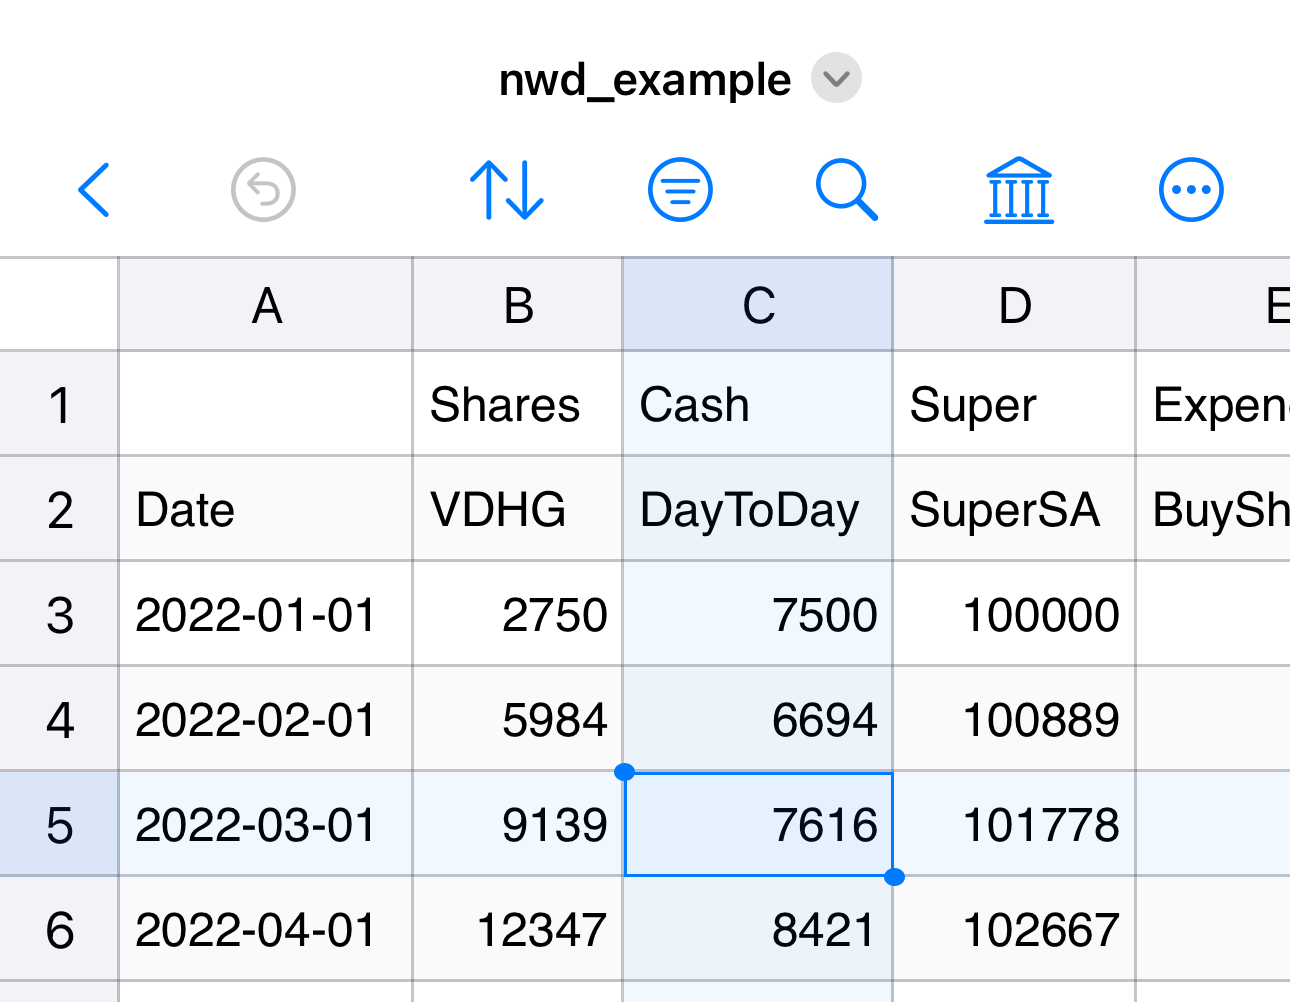 nwd_example
A B C D E
1 Shares Cash Super Expen
2 Date VDHG DayToDay SuperSA BuySh
3 2022-01-01 2750 7500 100000
4 2022-02-01 5984 6694 100889
5 2022-03-01 9139 7616 101778
6 2022-04-01 12347 8421 102667